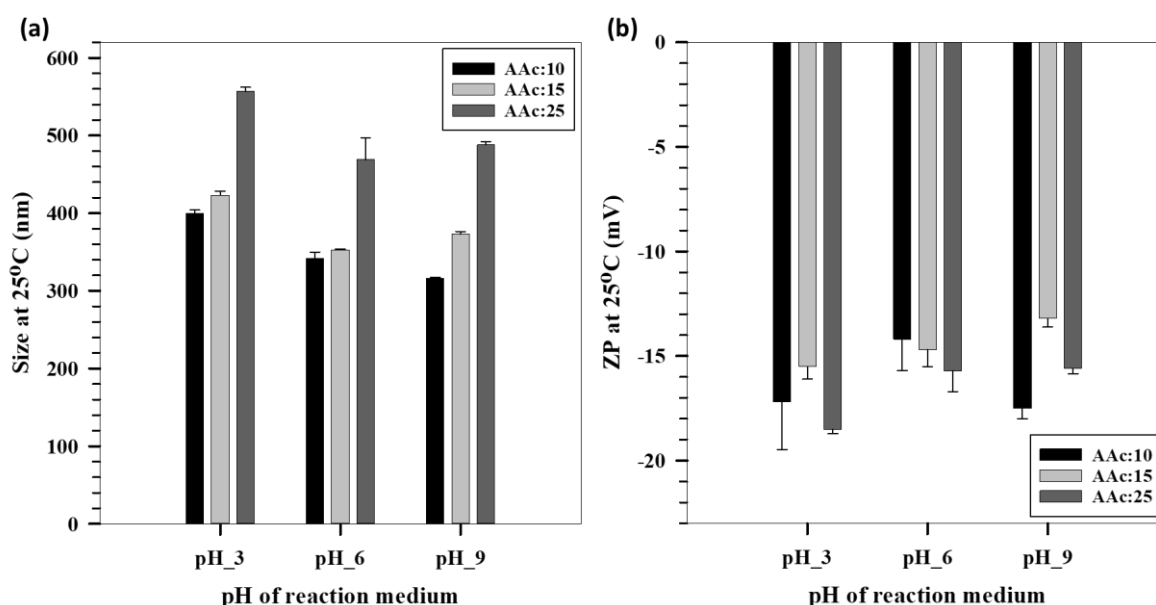 (a)
Size at 25°C (nm)
600
500
400
300
200
100
0
AAc:10
AAc:15
AAc:25
pH_3 pH_6 pH_9
pH of reaction medium
(b)
ZP at 25°C (mV)
0
-5
-10
-15
-20
AAc:10
AAc:15
AAc:25
pH_3 pH_6 pH_9
pH of reaction medium